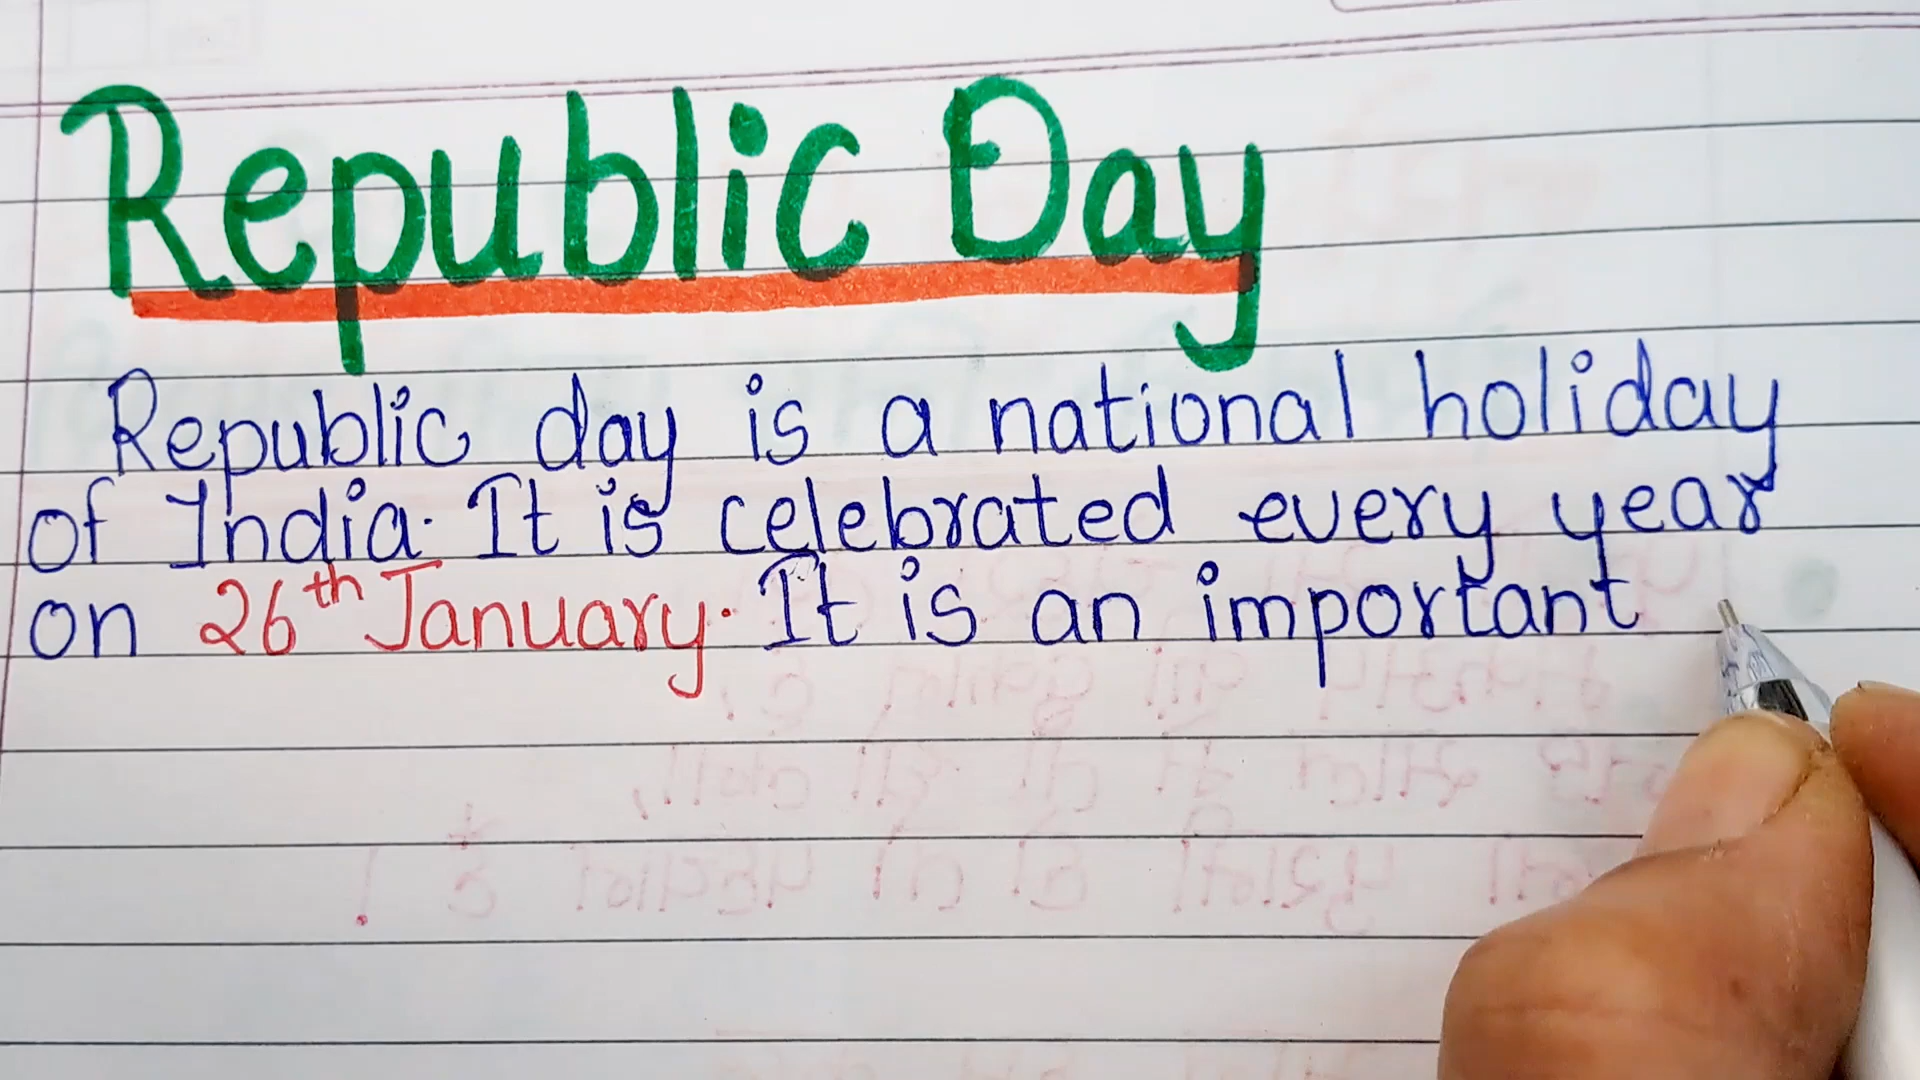 Republic Day
Republic day is a national holiday
of India. It is celebrated every year
on 26th January. It is an important